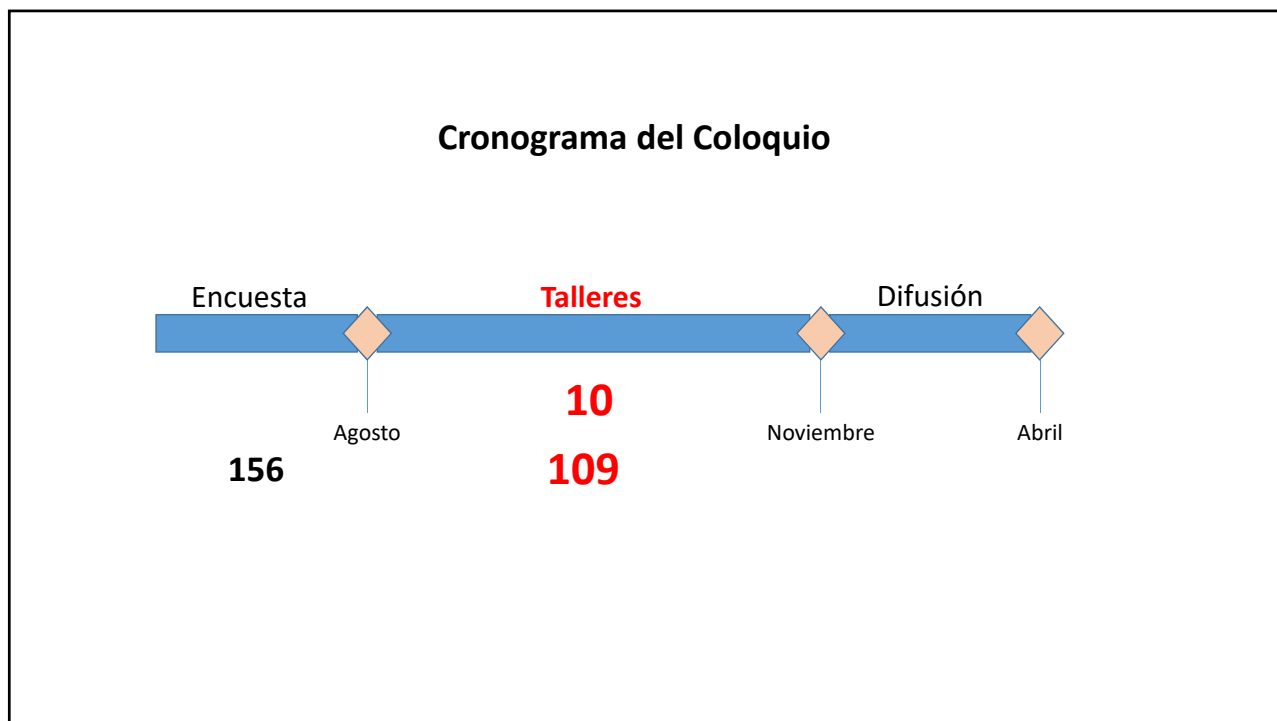 Cronograma del Coloquio
Encuesta
Talleres
Difusión
10
Agosto
Noviembre
Abril
156
109